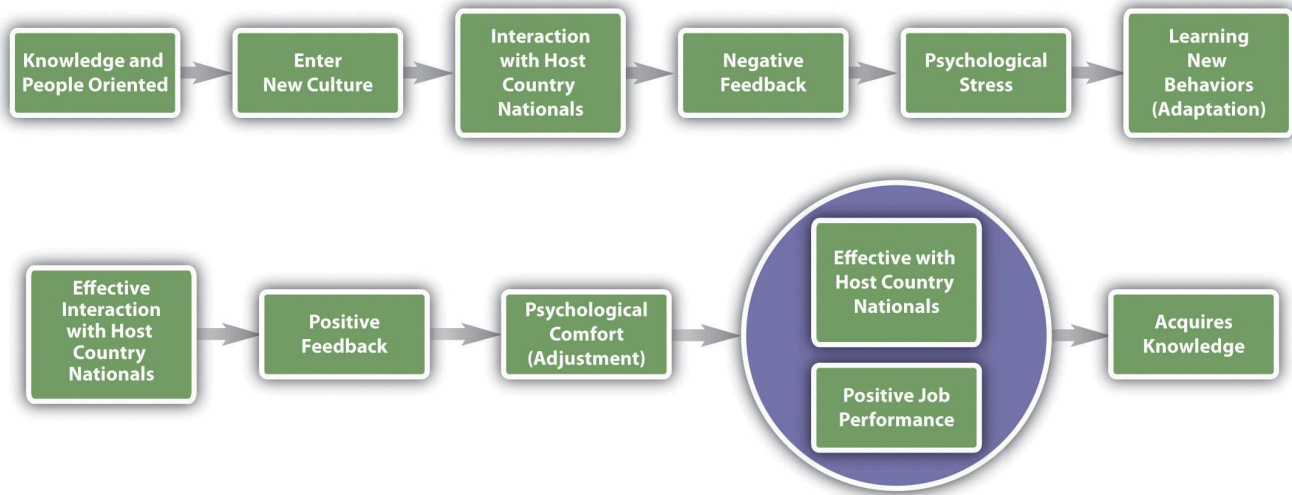 Knowledge and
People Oriented
Enter
New Culture
Interaction
with Host
Country
Nationals
Negative
Feedback
Psychological
Stress
Learning
New
Behaviors
(Adaptation)
Effective
Interaction
with Host
Country
Nationals
Positive
Feedback
Psychological
Comfort
(Adjustment)
Effective with
Host Country
Nationals
Positive Job
Performance
Acquires
Knowledge